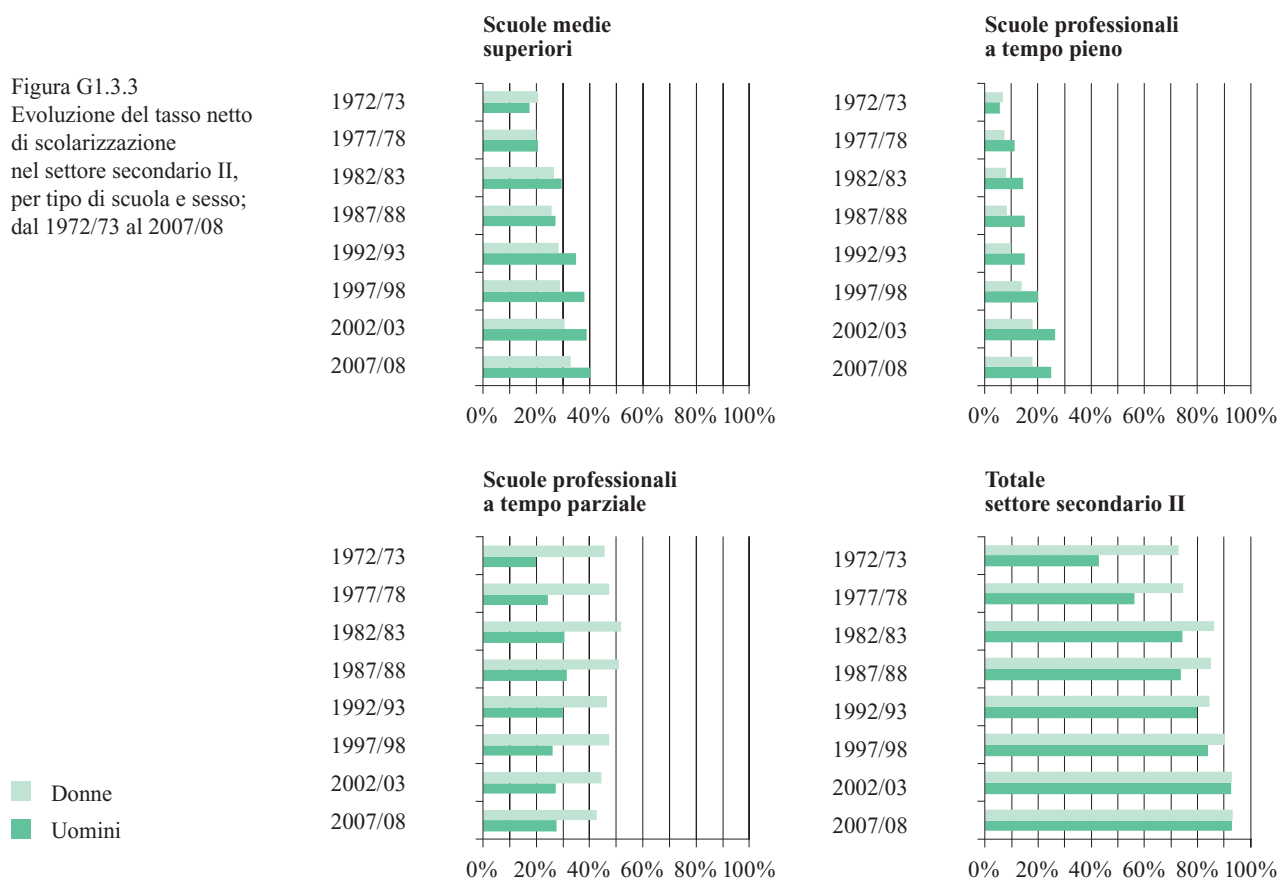 Figura G1.3.3
Evoluzione del tasso netto
di scolarizzazione
nel settore secondario II,
per tipo di scuola e sesso;
dal 1972/73 al 2007/08
Scuole medie
superiori
1972/73
1977/78
1982/83
1987/88
1992/93
1997/98
2002/03
2007/08
0% 20% 40% 60% 80% 100%
Scuole professionali
a tempo pieno
1972/73
1977/78
1982/83
1987/88
1992/93
1997/98
2002/03
2007/08
0% 20% 40% 60% 80% 100%
Scuole professionali
a tempo parziale
1972/73
1977/78
1982/83
1987/88
1992/93
1997/98
2002/03
2007/08
0% 20% 40% 60% 80% 100%
Totale
settore secondario II
1972/73
1977/78
1982/83
1987/88
1992/93
1997/98
2002/03
2007/08
0% 20% 40% 60% 80% 100%
Donne
Uomini